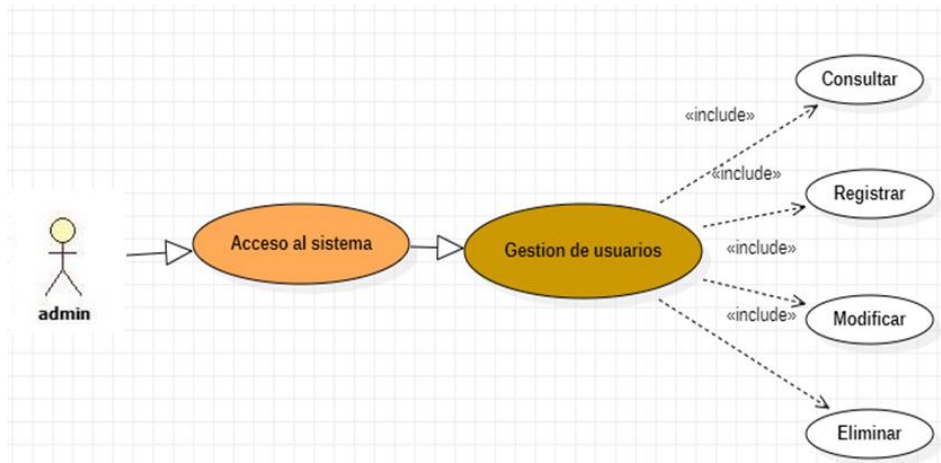 Consultar
«include»
«include»
Registrar
Acceso al sistema
Gestion de usuarios
«include»
admin
«include»
Modificar
Eliminar